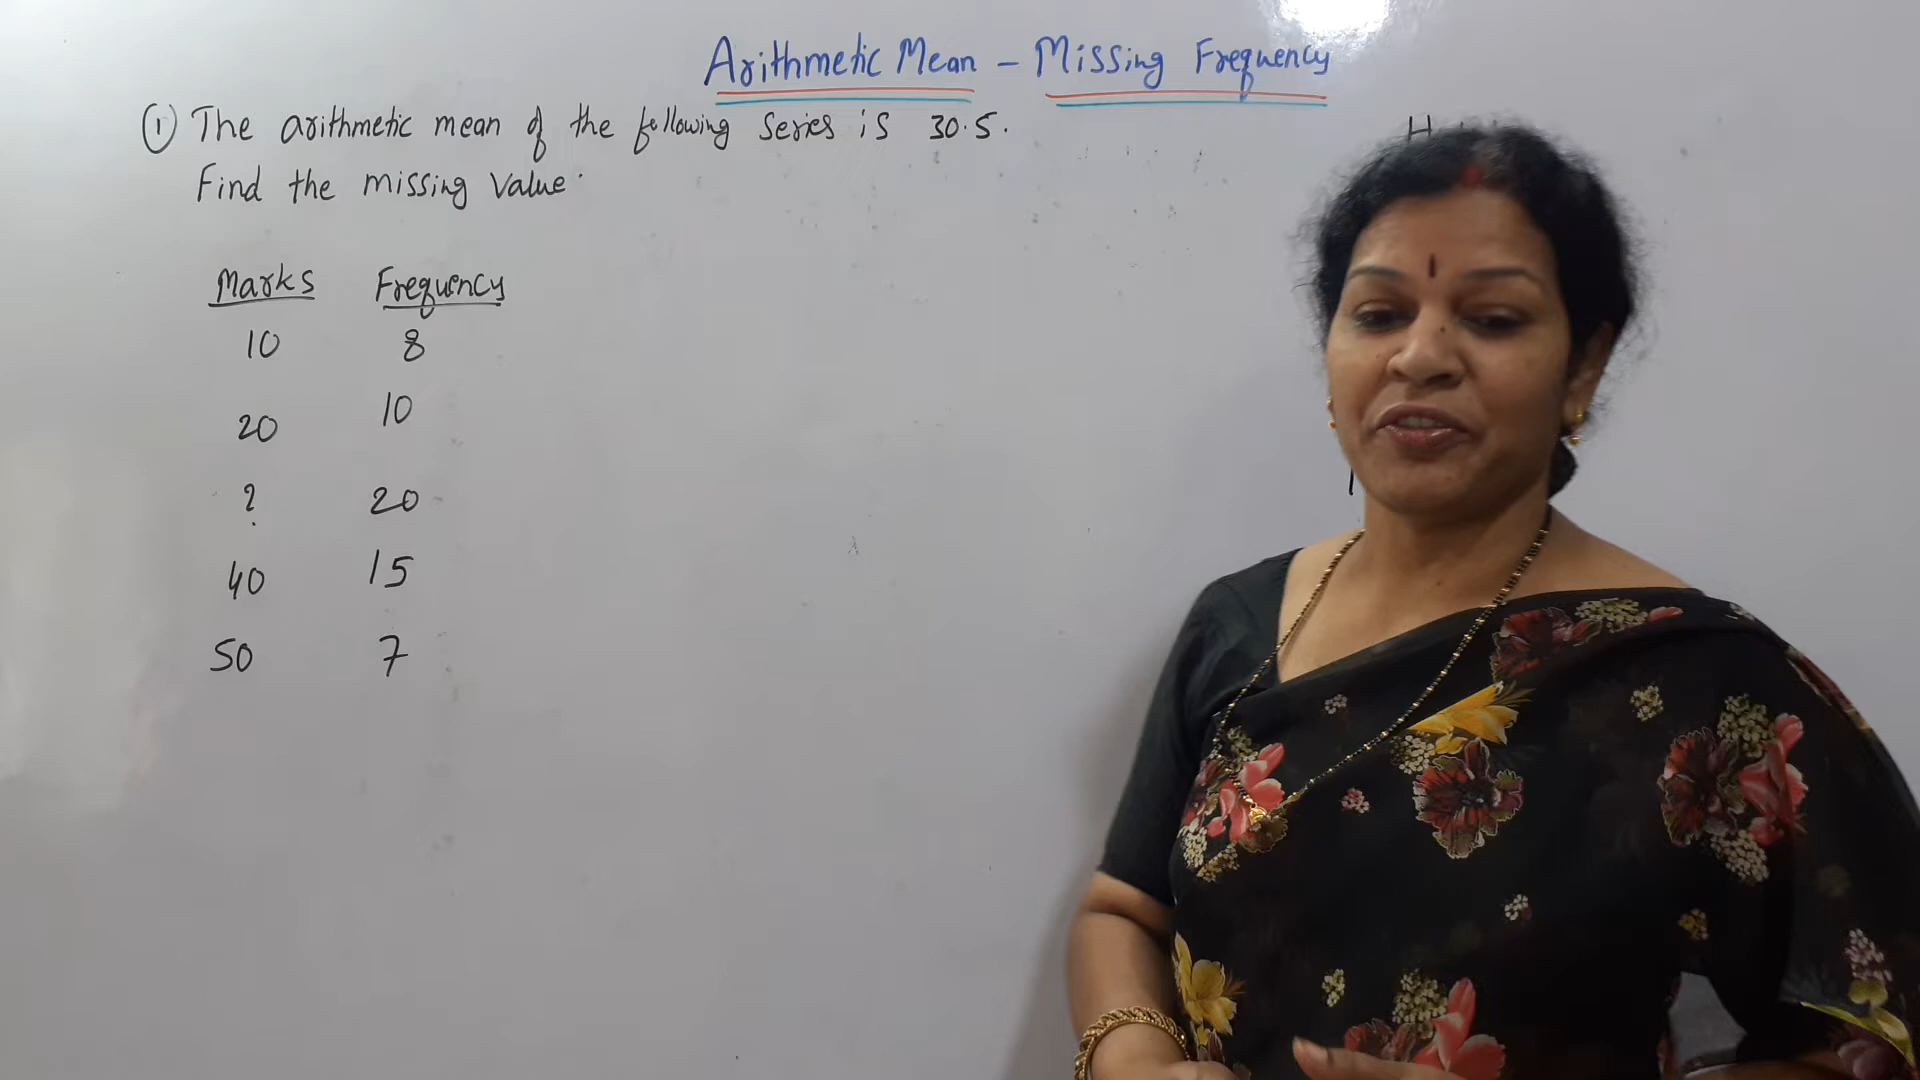 Arithmetic Mean – Missing Frequency
① The arithmetic mean of the following series is 30.5.
Find the missing value.
Marks Frequency
10 8
20 10
? 20
40 15
50 7